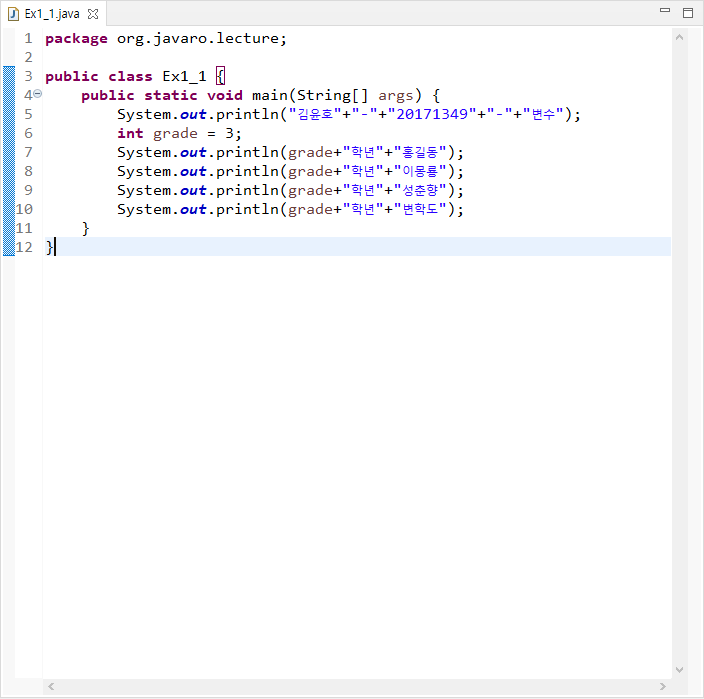 Ex1_1.java
1 package org.javaro.lecture;
2
3 public class Ex1_1 {
4 public static void main(String[] args) {
5 System.out.println("김윤호"+"-"+"20171349"+"-"+"변수");
6 int grade = 3;
7 System.out.println(grade+"학년"+"홍길동");
8 System.out.println(grade+"학년"+"이몽룡");
9 System.out.println(grade+"학년"+"성춘향");
10 System.out.println(grade+"학년"+"변학도");
11 }
12 }